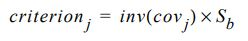 criterion_j = inv(cov_j) × S_b